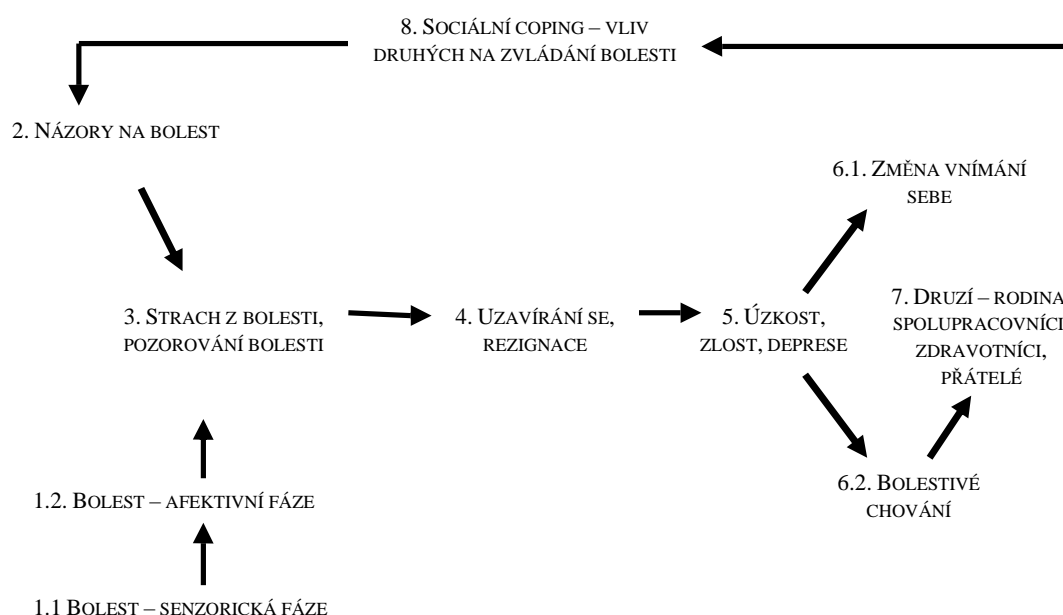 8. SOCIÁLNÍ COPING – VLIV
DRUHÝCH NA ZVLÁDÁNÍ BOLESTI
2. NÁZORY NA BOLEST
6.1. ZMĚNA VNÍMÁNÍ
SEBE
3. STRACH Z BOLESTI,
POZOROVÁNÍ BOLESTI
4. UZAVÍRÁNÍ SE,
REZIGNACE
5. ÚZKOST,
ZLOST, DEPRESE
7. DRUZÍ – RODINA
SPOLUPRACOVNÍCI
ZDRAVOTNÍCI,
PŘÁTELÉ
1.2. BOLEST – AFEKTIVNÍ FÁZE
6.2. BOLESTIVÉ
CHOVÁNÍ
1.1 BOLEST – SENZORICKÁ FÁZE